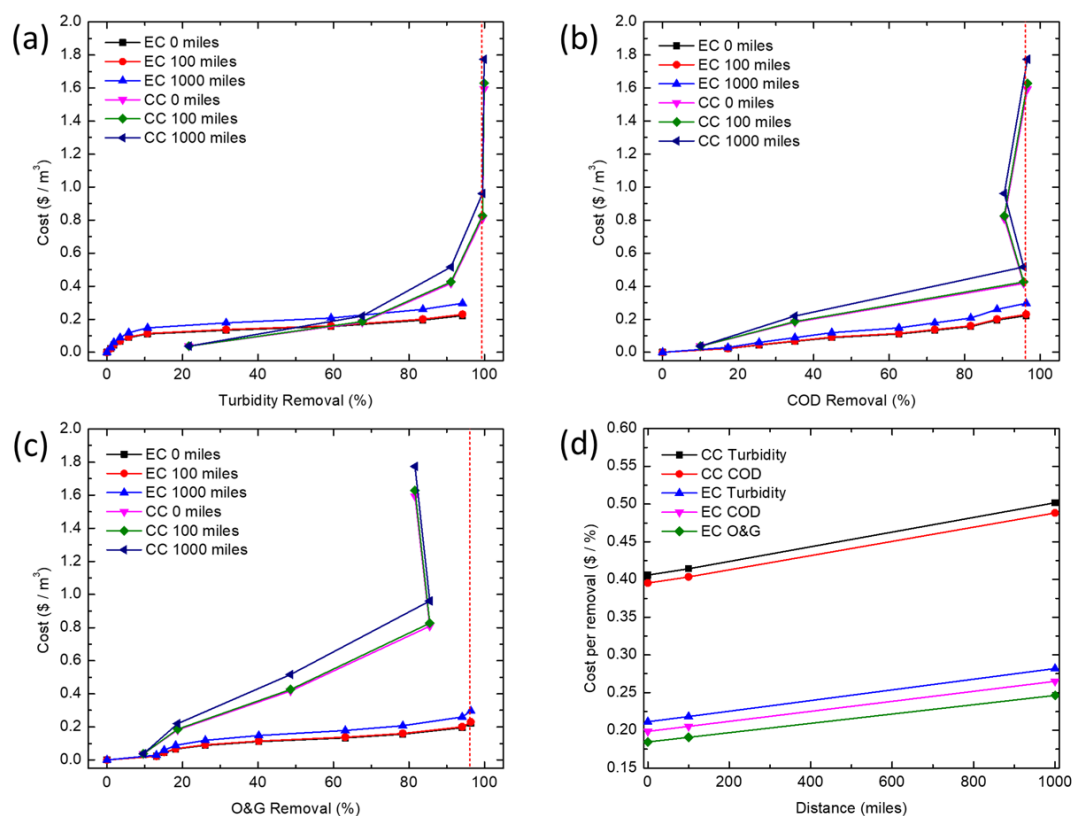 (a)
2.0
1.8
1.6
1.4
1.2
1.0
0.8
0.6
0.4
0.2
0.0
Cost ($ / m³)
EC 0 miles
EC 100 miles
EC 1000 miles
CC 0 miles
CC 100 miles
CC 1000 miles
0 20 40 60 80 100
Turbidity Removal (%)
(b)
2.0
1.8
1.6
1.4
1.2
1.0
0.8
0.6
0.4
0.2
0.0
Cost ($ / m³)
EC 0 miles
EC 100 miles
EC 1000 miles
CC 0 miles
CC 100 miles
CC 1000 miles
0 20 40 60 80 100
COD Removal (%)
(c)
2.0
1.8
1.6
1.4
1.2
1.0
0.8
0.6
0.4
0.2
0.0
Cost ($ / m³)
EC 0 miles
EC 100 miles
EC 1000 miles
CC 0 miles
CC 100 miles
CC 1000 miles
0 20 40 60 80 100
O&G Removal (%)
(d)
0.60
0.55
0.50
0.45
0.40
0.35
0.30
0.25
0.20
0.15
Cost per removal ($ / %)
CC Turbidity
CC COD
EC Turbidity
EC COD
EC O&G
0 200 400 600 800 1000
Distance (miles)